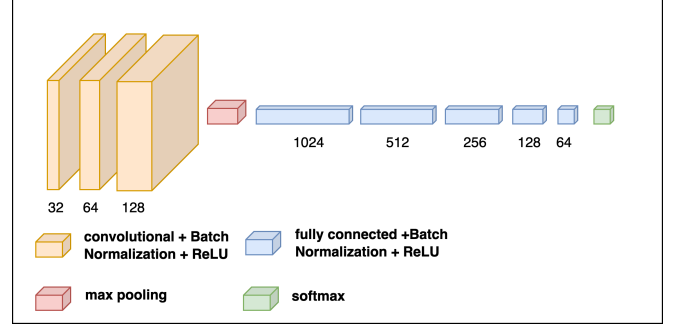 1024 512 256 128 64
32 64 128
convolutional + Batch
Normalization + ReLU
fully connected +Batch
Normalization + ReLU
max pooling
softmax